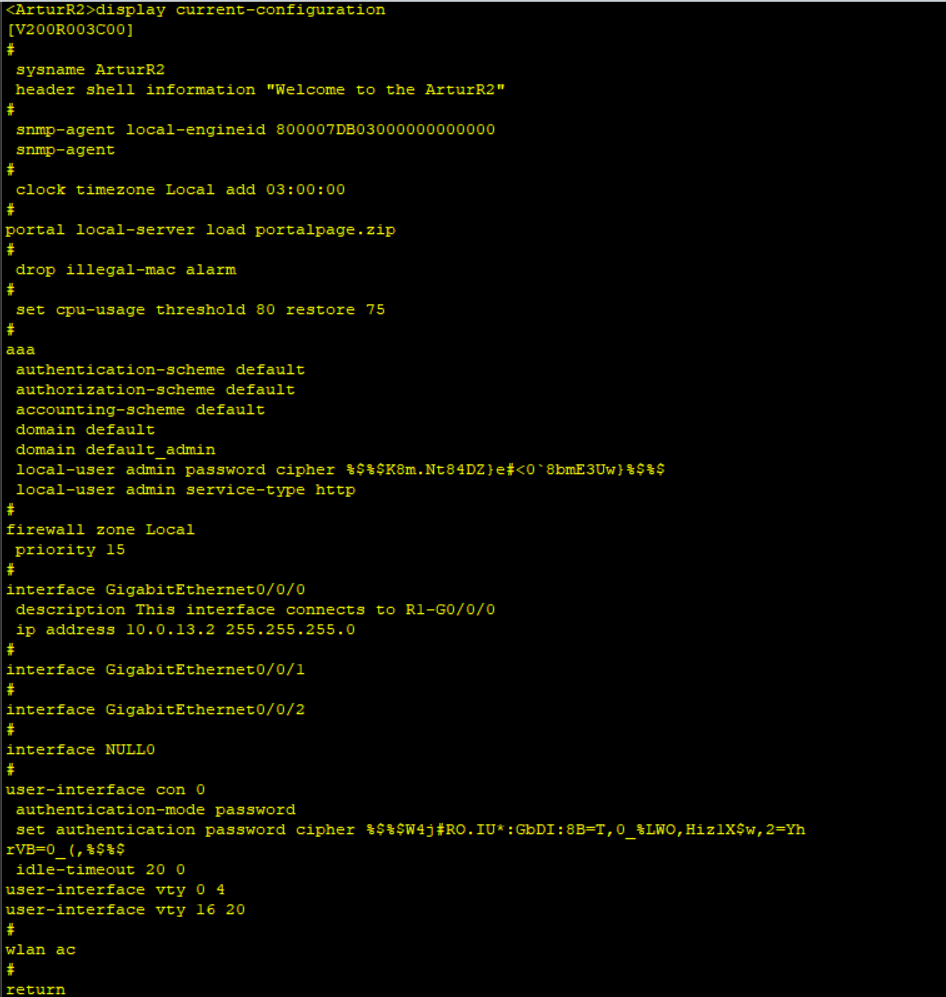 <ArturR2>display current-configuration
[V200R003C00]
#
 sysname ArturR2
 header shell information "Welcome to the ArturR2"
#
 snmp-agent local-engineid 800007DB03000000000000
 snmp-agent
#
 clock timezone Local add 03:00:00
#
portal local-server load portalpage.zip
#
 drop illegal-mac alarm
#
 set cpu-usage threshold 80 restore 75
#
aaa
 authentication-scheme default
 authorization-scheme default
 accounting-scheme default
 domain default
 domain default_admin
 local-user admin password cipher %$%$K8m.Nt84DZ}e#<0`8bmE3Uw}%$%$
 local-user admin service-type http
#
firewall zone Local
 priority 15
#
interface GigabitEthernet0/0/0
 description This interface connects to R1-G0/0/0
 ip address 10.0.13.2 255.255.255.0
#
interface GigabitEthernet0/0/1
#
interface GigabitEthernet0/0/2
#
interface NULL0
#
user-interface con 0
 authentication-mode password
 set authentication password cipher %$%$W4j#RO.IU*:GbDI:8B=T,0_%LWO,Hiz1X$w,2=Yh
rVB=0_(,%$%$
 idle-timeout 20 0
user-interface vty 0 4
user-interface vty 16 20
#
wlan ac
#
return